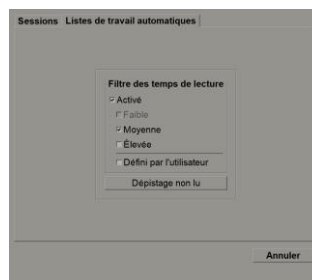 Sessions Listes de travail automatiques
Filtre des temps de lecture
Activé
Faible
Moyenne
Élevée
Défini par l'utilisateur
Dépistage non lu
Annuler